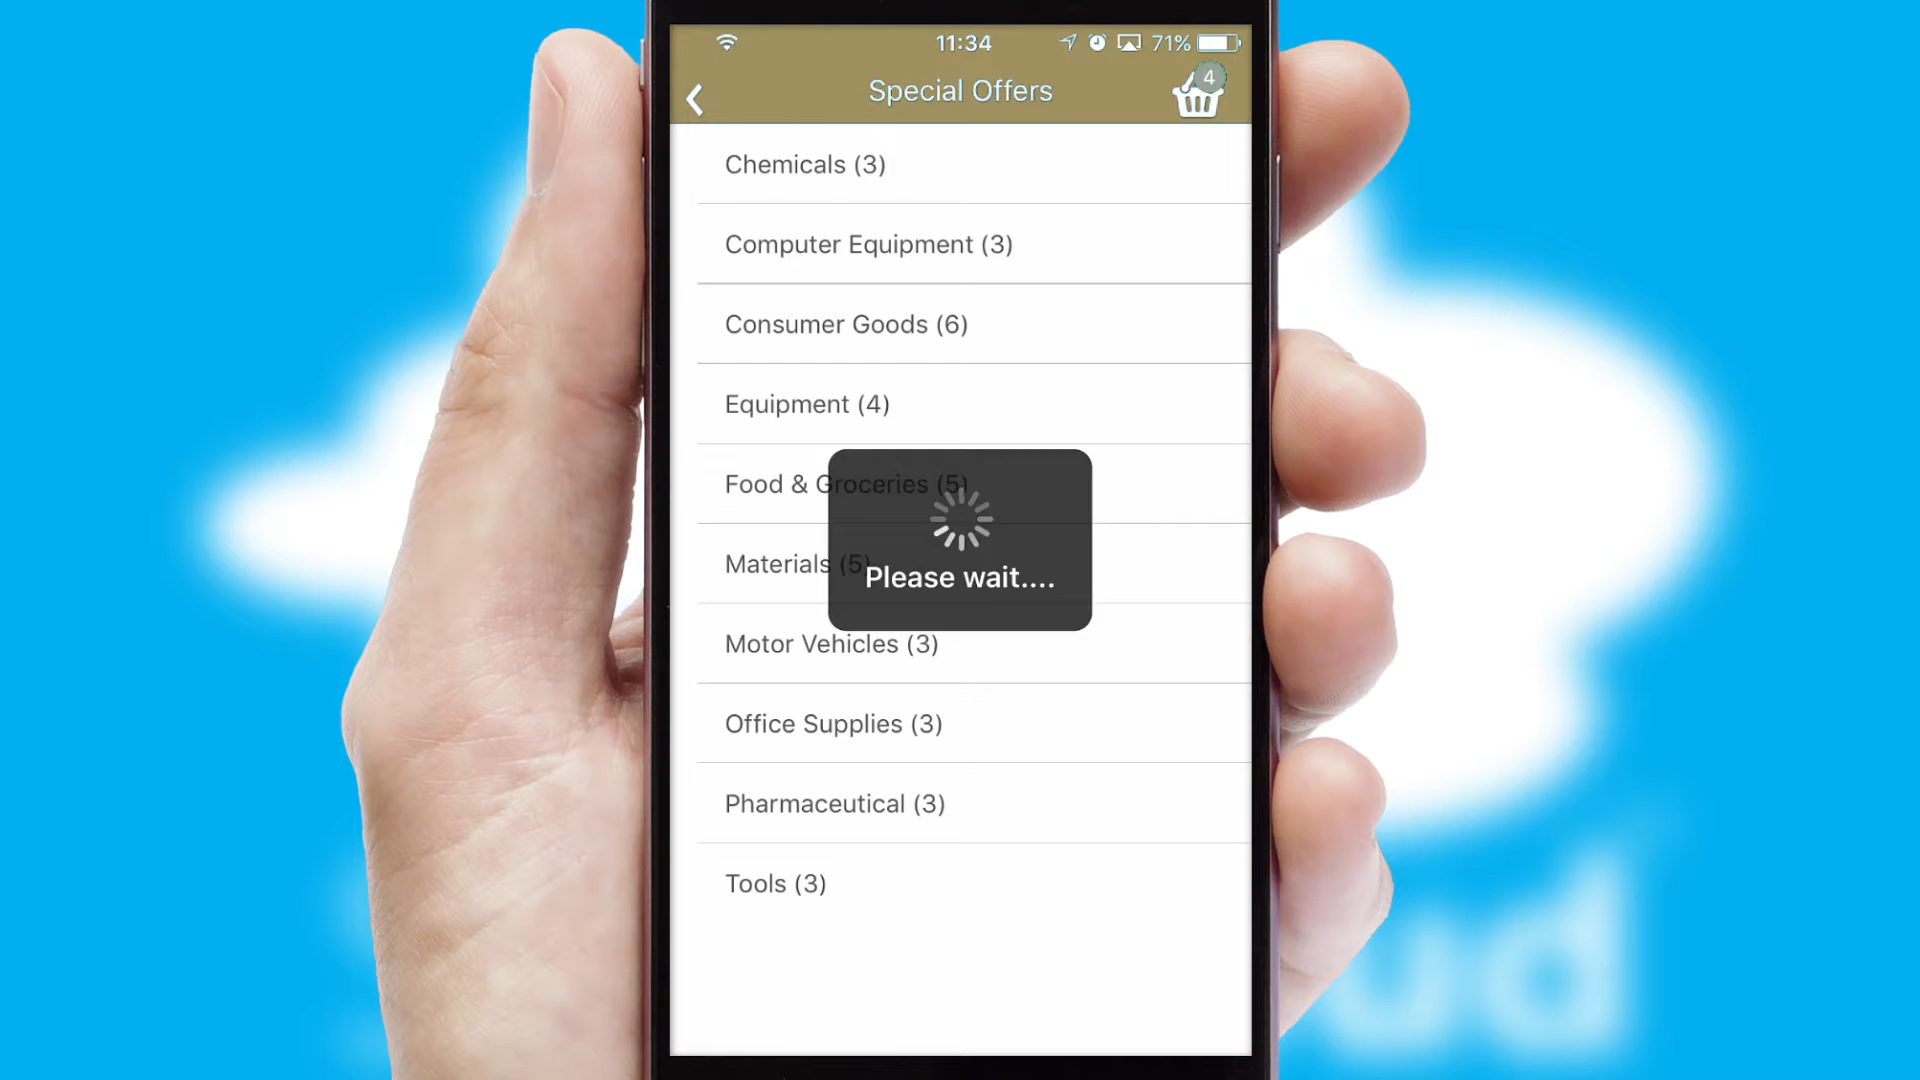 11:34
71%
Special Offers
4
Chemicals (3)
Computer Equipment (3)
Consumer Goods (6)
Equipment (4)
Food & Groceries (5)
Materials (5)
Please wait....
Motor Vehicles (3)
Office Supplies (3)
Pharmaceutical (3)
Tools (3)
ud